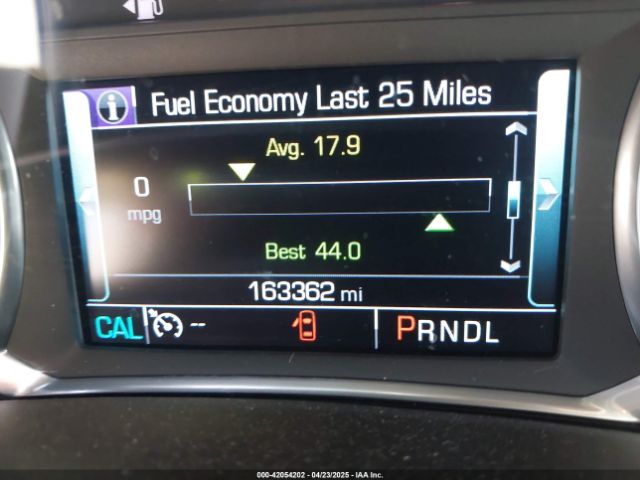 Fuel Economy Last 25 Miles
Avg. 17.9
0
mpg
Best 44.0
163362 mi
CAL -- PRNDL
000-42054202 - 04/23/2025 - IAA Inc.